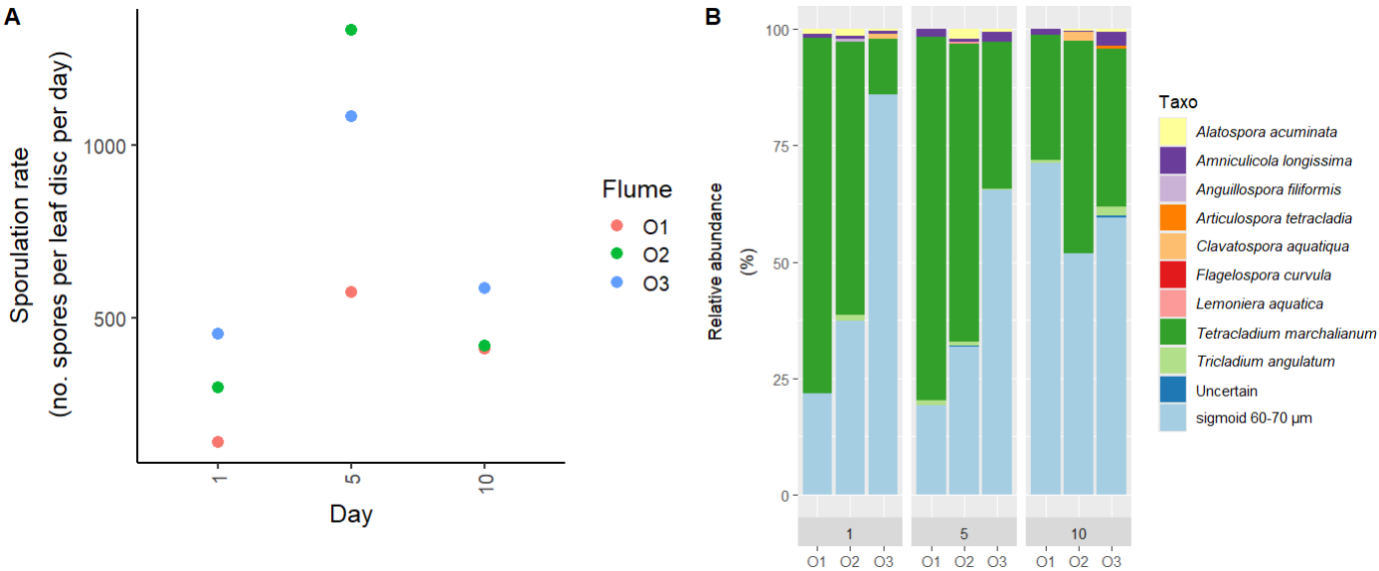 A
Sporulation rate
(no. spores per leaf disc per day)
1000
500
1
5
10
Day
Flume
O1
O2
O3
B
Relative abundance
(%)
100
75
50
25
0
1
5
10
O1 O2 O3
O1 O2 O3
O1 O2 O3
Taxo
Alatospora acuminata
Amniculicola longissima
Anguillospora filiformis
Articulospora tetracladia
Clavatospora aquatiqua
Flagelospora curvula
Lemoniera aquatica
Tetracladium marchalianum
Tricladium angulatum
Uncertain
sigmoid 60-70 µm